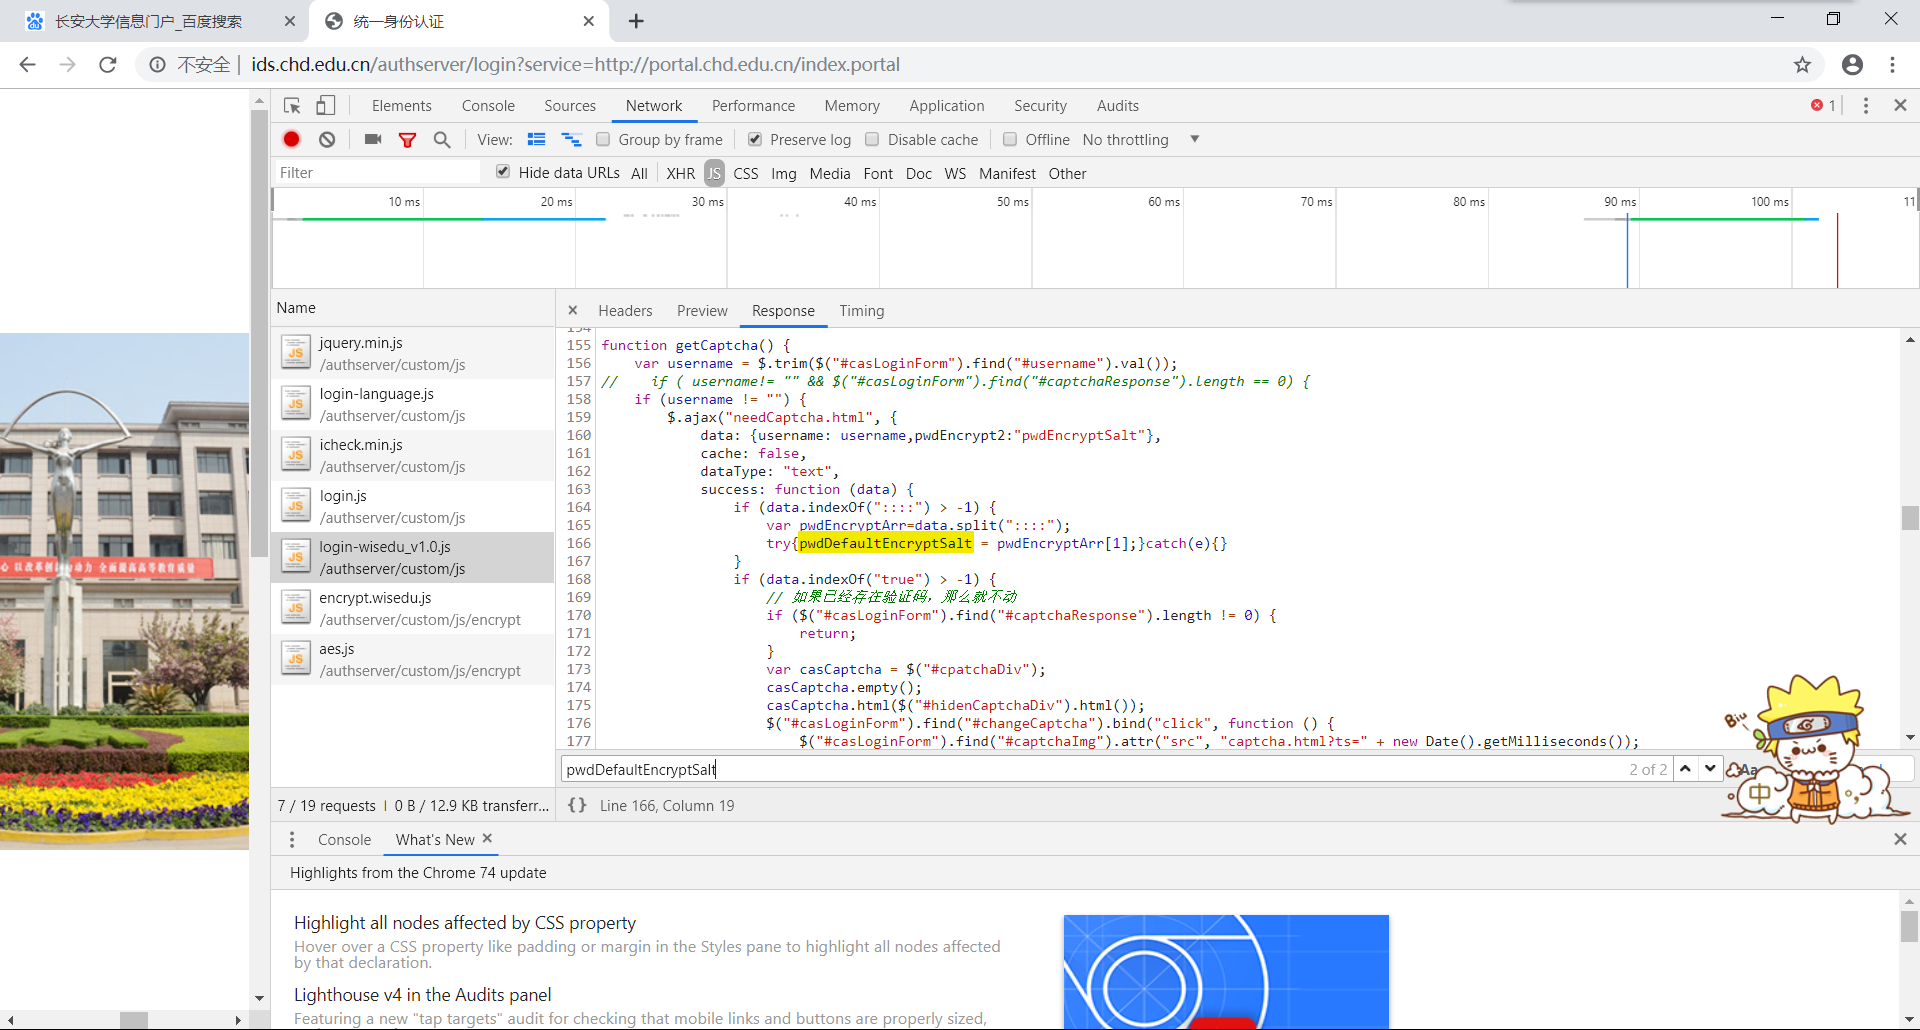 长安大学信息门户_百度搜索
统一身份认证
不安全 | ids.chd.edu.cn/authserver/login?service=http://portal.chd.edu.cn/index.portal
Elements Console Sources Network Performance Memory Application Security Audits 1
View: Group by frame Preserve log Disable cache Offline No throttling
Filter Hide data URLs All XHR JS CSS Img Media Font Doc WS Manifest Other
10 ms 20 ms 30 ms 40 ms 50 ms 60 ms 70 ms 80 ms 90 ms 100 ms 11
Name
jquery.min.js
/authserver/custom/js
login-language.js
/authserver/custom/js
icheck.min.js
/authserver/custom/js
login.js
/authserver/custom/js
login-wisedu_v1.0.js
/authserver/custom/js
encrypt.wisedu.js
/authserver/custom/js/encrypt
aes.js
/authserver/custom/js/encrypt
7 / 19 requests | 0 B / 12.9 KB transferr...
Headers Preview Response Timing
154
155 function getCaptcha() {
156 var username = $.trim($("#casLoginForm").find("#username").val());
157 // if ( username!= "" && $("#casLoginForm").find("#captchaResponse").length == 0) {
158 if (username != "") {
159 $.ajax("needCaptcha.html", {
160 data: {username: username,pwdEncrypt2:"pwdEncryptSalt"},
161 cache: false,
162 dataType: "text",
163 success: function (data) {
164 if (data.indexOf("::::") > -1) {
165 var pwdEncryptArr=data.split("::::");
166 try{pwdDefaultEncryptSalt = pwdEncryptArr[1];}catch(e){}
167 }
168 if (data.indexOf("true") > -1) {
169 // 如果已经存在验证码，那么就不动
170 if ($("#casLoginForm").find("#captchaResponse").length != 0) {
171 return;
172 }
173 var casCaptcha = $("#cpatchaDiv");
174 casCaptcha.empty();
175 casCaptcha.html($("#hidenCaptchaDiv").html());
176 $("#casLoginForm").find("#changeCaptcha").bind("click", function () {
177 $("#casLoginForm").find("#captchaImg").attr("src", "captcha.html?ts=" + new Date().getMilliseconds());
pwdDefaultEncryptSalt 2 of 2 Aa
{} Line 166, Column 19
Biu
中
Console What's New
Highlights from the Chrome 74 update
Highlight all nodes affected by CSS property
Hover over a CSS property like padding or margin in the Styles pane to highlight all nodes affected
by that declaration.
Lighthouse v4 in the Audits panel
Featuring a new "tap targets" audit for checking that mobile links and buttons are properly sized,